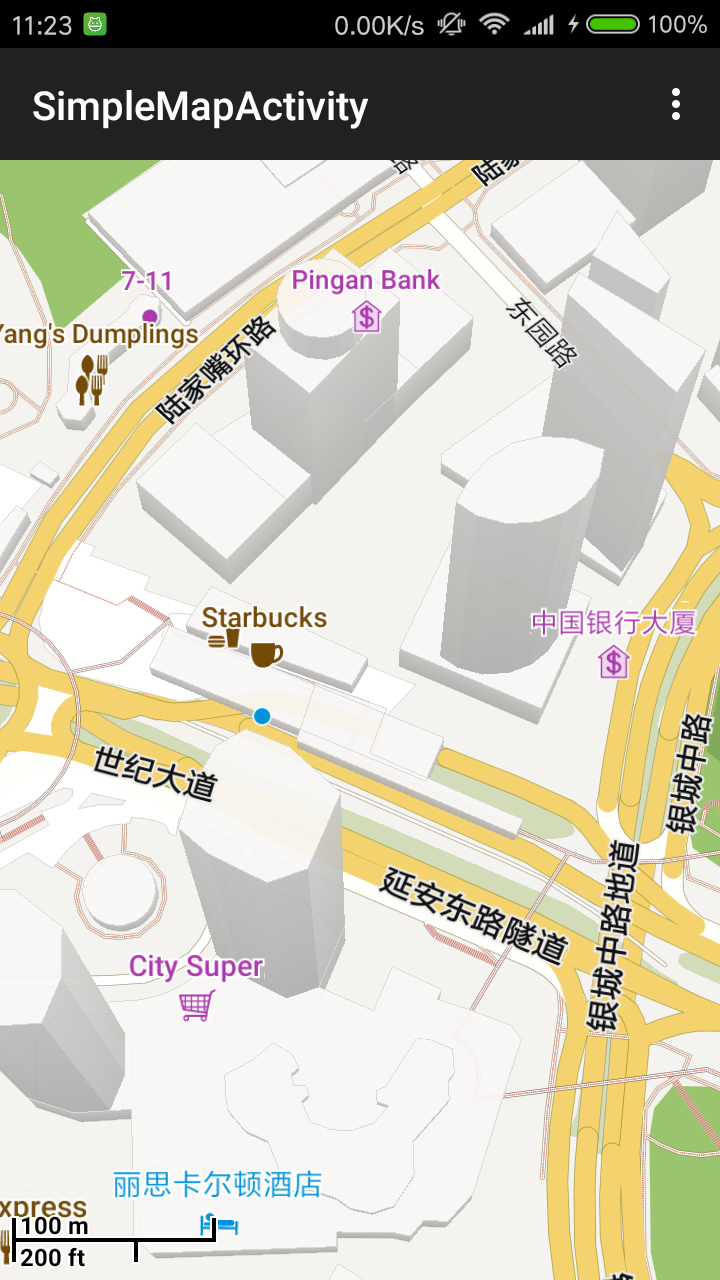 11:23 0.00K/s 100%
SimpleMapActivity
陆家
7-11
Pingan Bank
Yang's Dumplings
陆家嘴环路
东园路
Starbucks
中国银行大厦
世纪大道
银城中路
延安东路隧道
银城中路地道
City Super
丽思卡尔顿酒店
xpress
100 m
200 ft